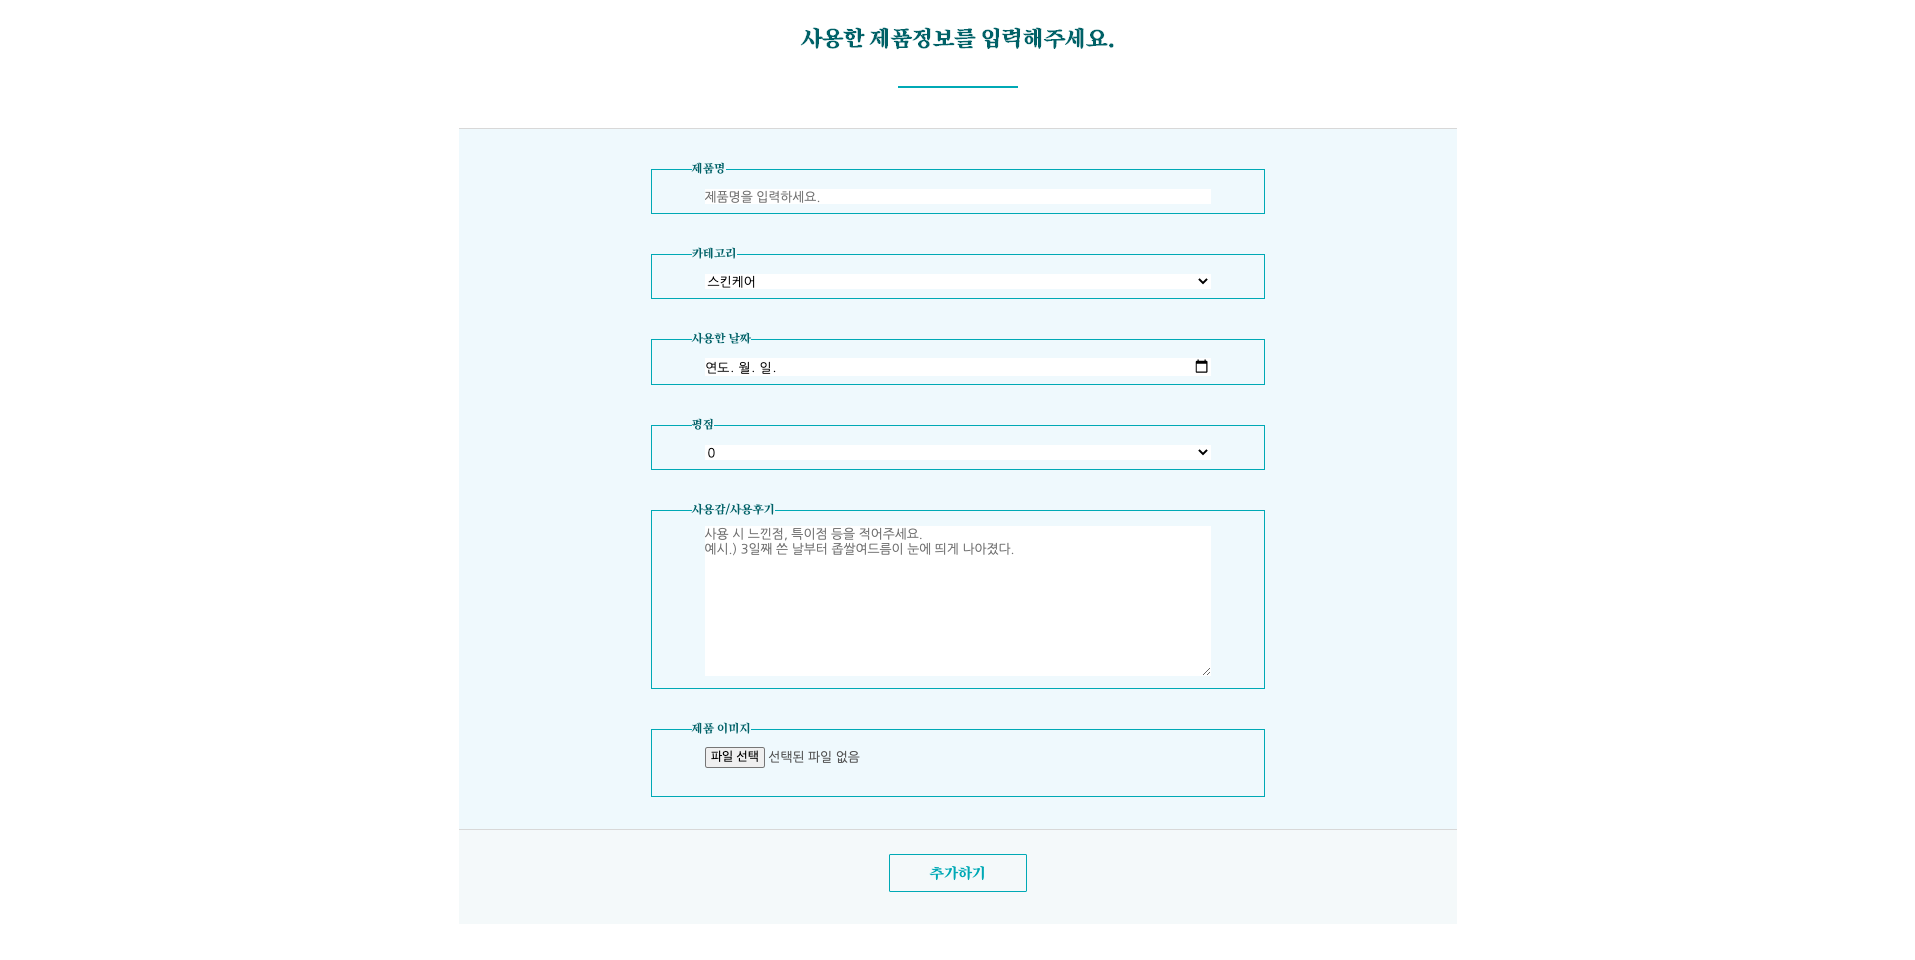 사용한 제품정보를 입력해주세요.
제품명
제품명을 입력하세요.
카테고리
스킨케어
사용한 날짜
연도. 월. 일.
평점
0
사용감/사용후기
사용 시 느낀점, 특이점 등을 적어주세요.
예시.) 3일째 쓴 날부터 좁쌀여드름이 눈에 띄게 나아졌다.
제품 이미지
파일 선택 선택된 파일 없음
추가하기